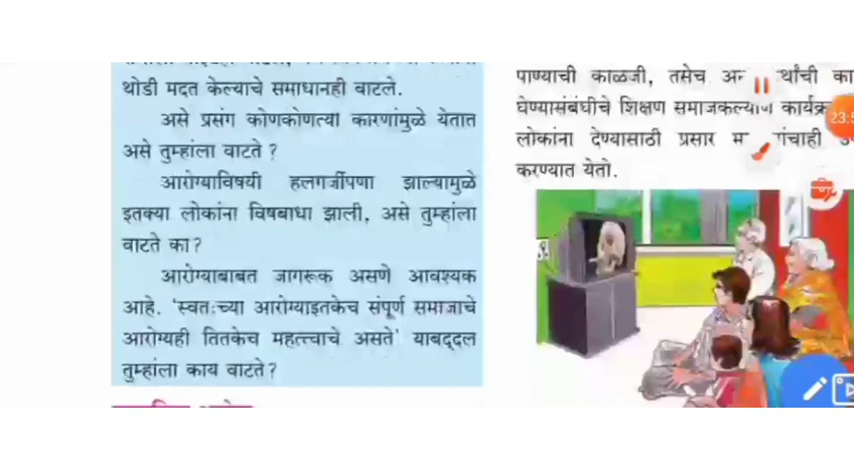 थोडी मदत केल्याचे समाधानही वाटले.
असे प्रसंग कोणकोणत्या कारणांमुळे येतात
असे तुम्हांला वाटते ?
आरोग्याविषयी हलगर्जीपणा झाल्यामुळे
इतक्या लोकांना विषबाधा झाली, असे तुम्हांला
वाटते का?
आरोग्याबाबत जागरूक असणे आवश्यक
आहे. 'स्वतःच्या आरोग्याइतकेच संपूर्ण समाजाचे
आरोग्यही तितकेच महत्त्वाचे असते' याबद्दल
तुम्हांला काय वाटते?
पाण्याची काळजी, तसेच
घेण्यासंबंधीचे शिक्षण समाजकल्याण
लोकांना देण्यासाठी प्रसार
करण्यात येतो.